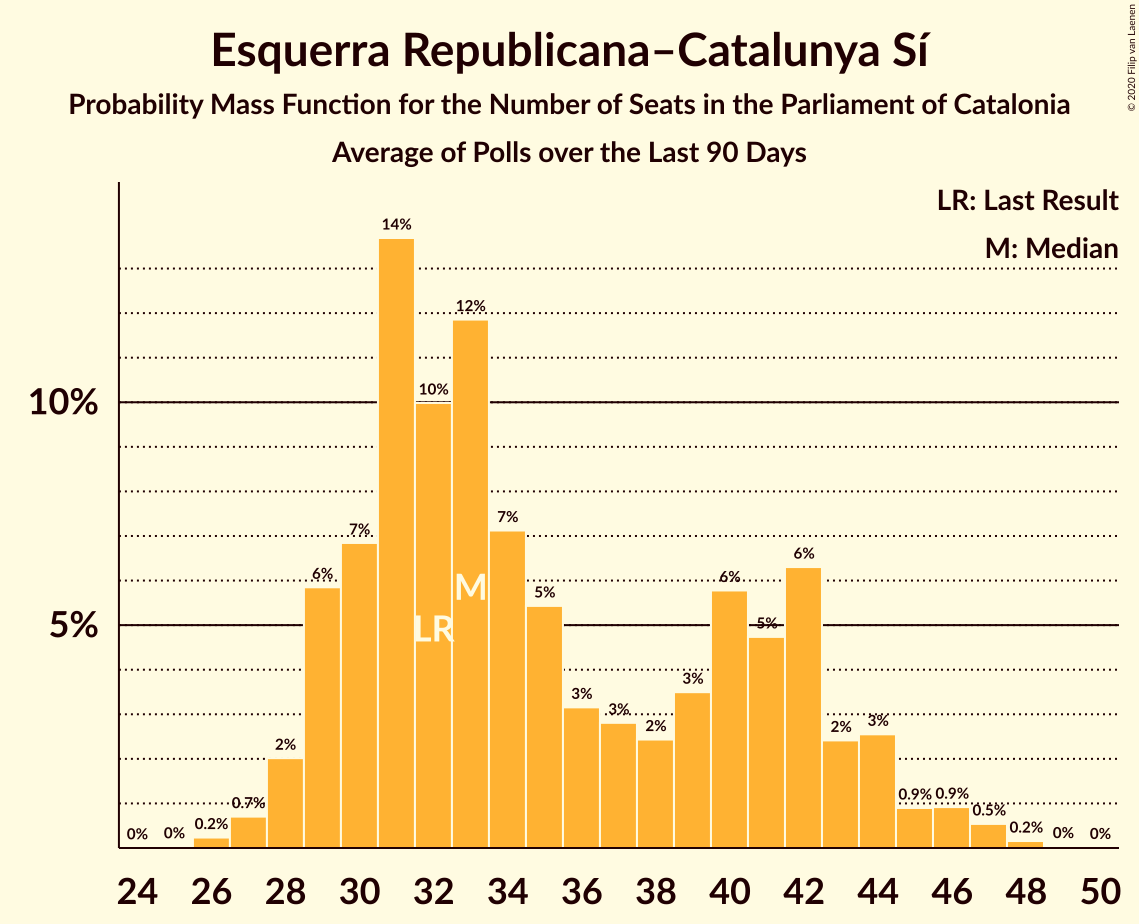 Esquerra Republicana–Catalunya Sí
Probability Mass Function for the Number of Seats in the Parliament of Catalonia
Average of Polls over the Last 90 Days
© 2020 Filip van Laenen
LR: Last Result
M: Median
10%
5%
0% 0% 0.2% 0.7% 2% 6% 7% 14% 10% 12% 7% 5% 3% 3% 2% 3% 6% 5% 6% 2% 3% 0.9% 0.9% 0.5% 0.2% 0% 0%
M
LR
24 26 28 30 32 34 36 38 40 42 44 46 48 50